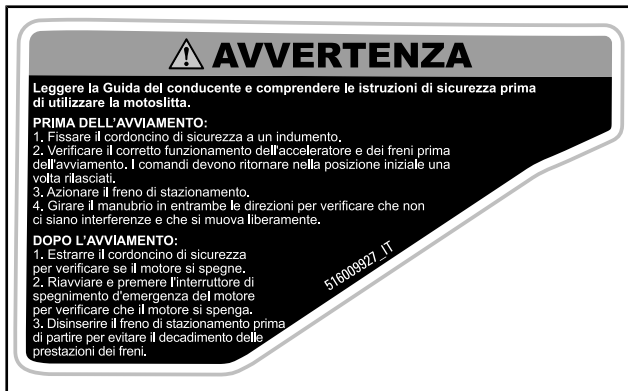 AVVERTENZA
Leggere la Guida del conducente e comprendere le istruzioni di sicurezza prima
di utilizzare la motoslitta.
PRIMA DELL'AVVIAMENTO:
1. Fissare il cordoncino di sicurezza a un indumento.
2. Verificare il corretto funzionamento dell'acceleratore e dei freni prima
dell'avviamento. I comandi devono ritornare nella posizione iniziale una
volta rilasciati.
3. Azionare il freno di stazionamento.
4. Girare il manubrio in entrambe le direzioni per verificare che non
ci siano interferenze e che si muova liberamente.
DOPO L'AVVIAMENTO:
1. Estrarre il cordoncino di sicurezza
per verificare se il motore si spegne.
2. Riavviare e premere l'interruttore di
spegnimento d'emergenza del motore
per verificare che il motore si spenga.
3. Disinserire il freno di stazionamento prima
di partire per evitare il decadimento delle
prestazioni dei freni.
516009927_IT